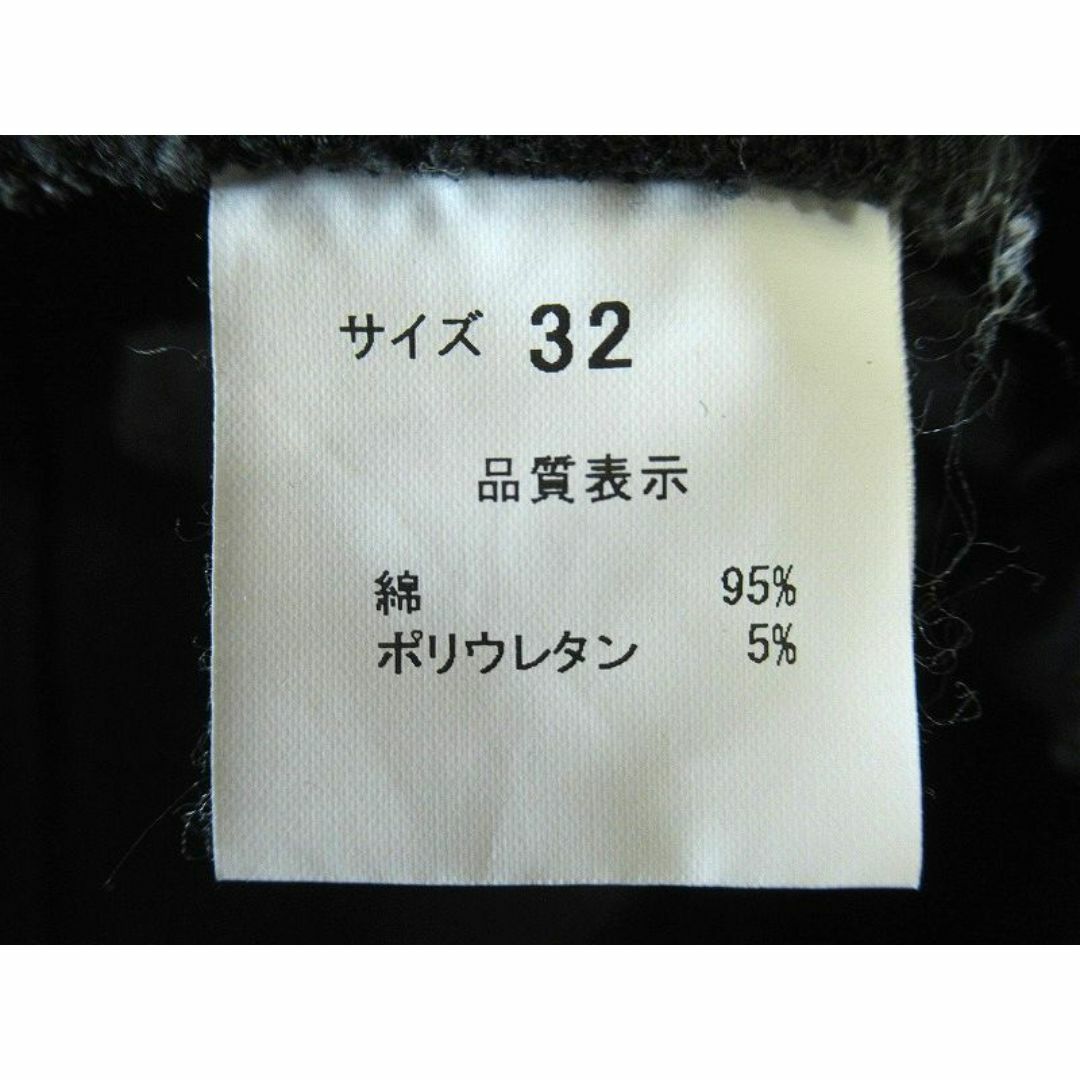 サイズ 32
品質表示
綿 95%
ポリウレタン 5%